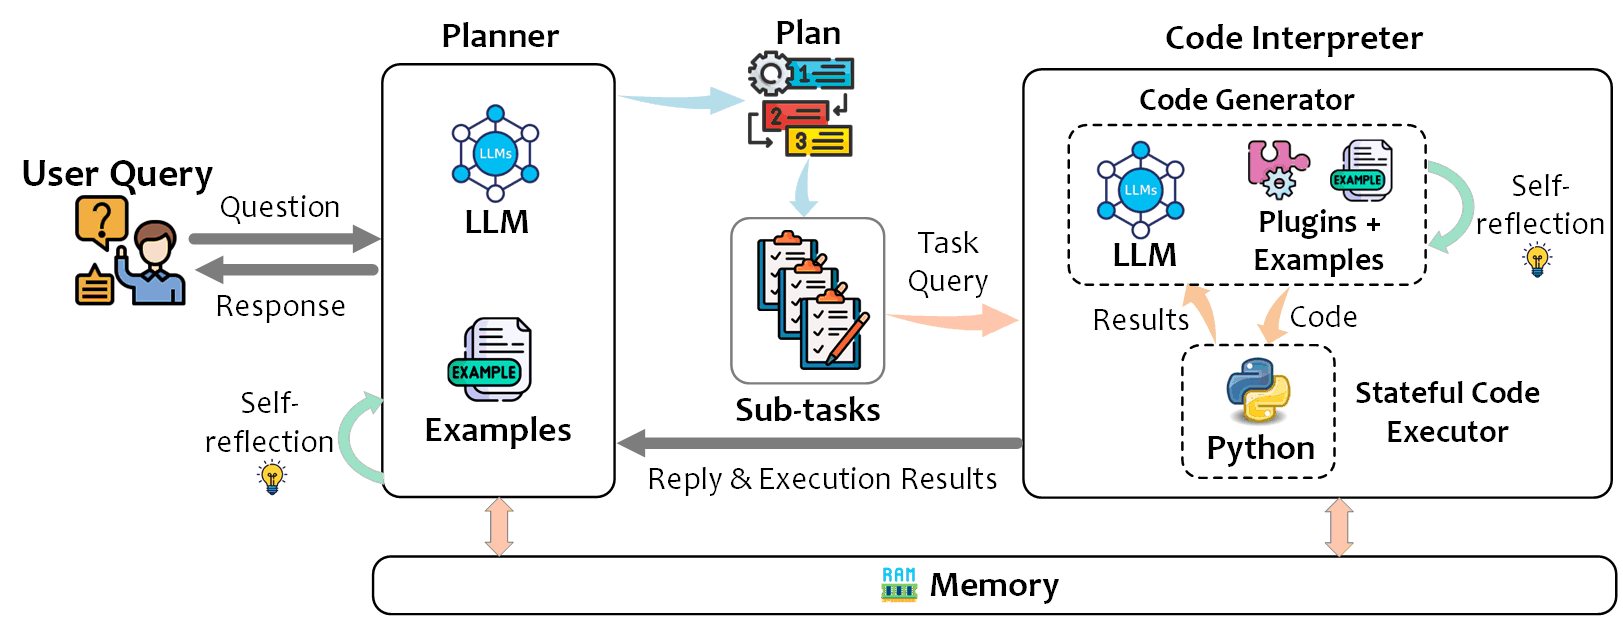 Planner
Plan
Code Interpreter
1
2
3
Code Generator
LLMs
LLM
LLMs
LLM
EXAMPLE
Plugins +
Examples
Self-
reflection
User Query
?
Question
Response
Task
Query
Results
Code
EXAMPLE
Examples
Self-
reflection
Sub-tasks
Python
Stateful Code
Executor
Reply & Execution Results
RAM
Memory